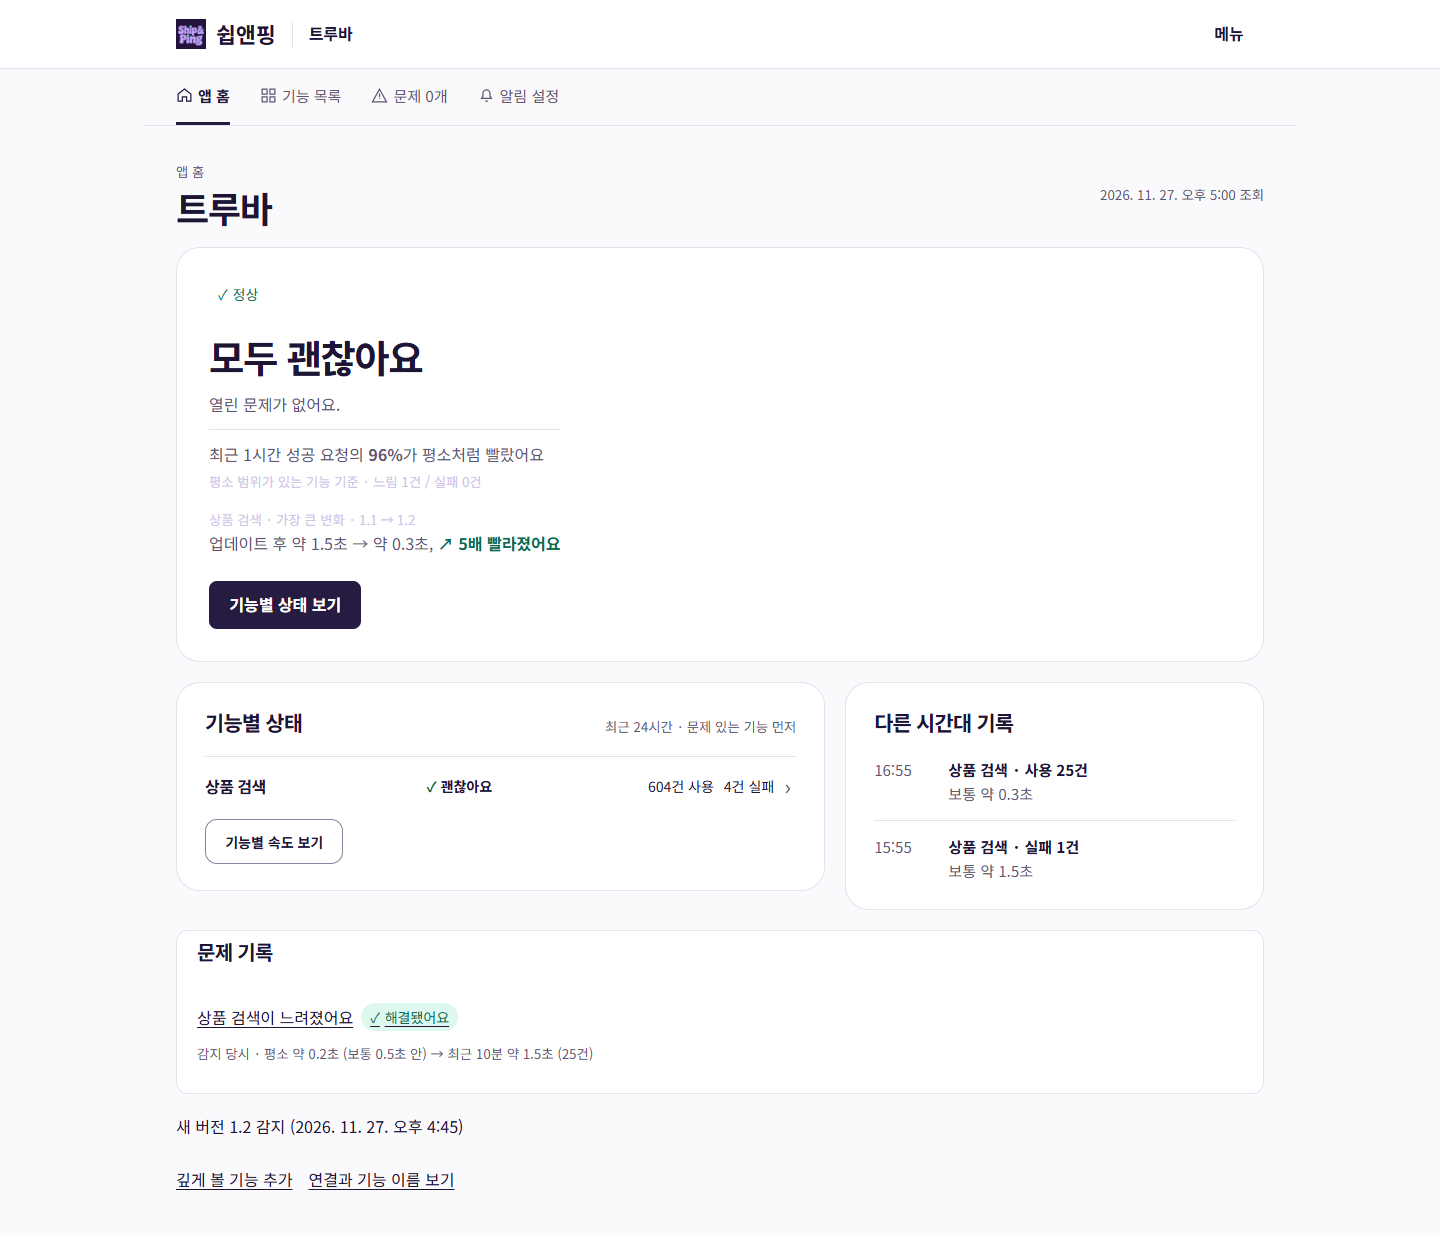 Ship& Ping 쉽앤핑 트루바 메뉴
앱 홈 기능 목록 문제 0개 알림 설정
앱 홈
트루바
2026. 11. 27. 오후 5:00 조회
✓ 정상
모두 괜찮아요
열린 문제가 없어요.
최근 1시간 성공 요청의 96%가 평소처럼 빨랐어요
평소 범위가 있는 기능 기준 · 느림 1건 / 실패 0건
상품 검색 · 가장 큰 변화 · 1.1 → 1.2
업데이트 후 약 1.5초 → 약 0.3초, ↗ 5배 빨라졌어요
기능별 상태 보기
기능별 상태
최근 24시간 · 문제 있는 기능 먼저
상품 검색 ✓ 괜찮아요 604건 사용 4건 실패 ›
기능별 속도 보기
다른 시간대 기록
16:55 상품 검색 · 사용 25건
보통 약 0.3초
15:55 상품 검색 · 실패 1건
보통 약 1.5초
문제 기록
상품 검색이 느려졌어요 ✓ 해결됐어요
감지 당시 · 평소 약 0.2초 (보통 0.5초 안) → 최근 10분 약 1.5초 (25건)
새 버전 1.2 감지 (2026. 11. 27. 오후 4:45)
깊게 볼 기능 추가 연결과 기능 이름 보기